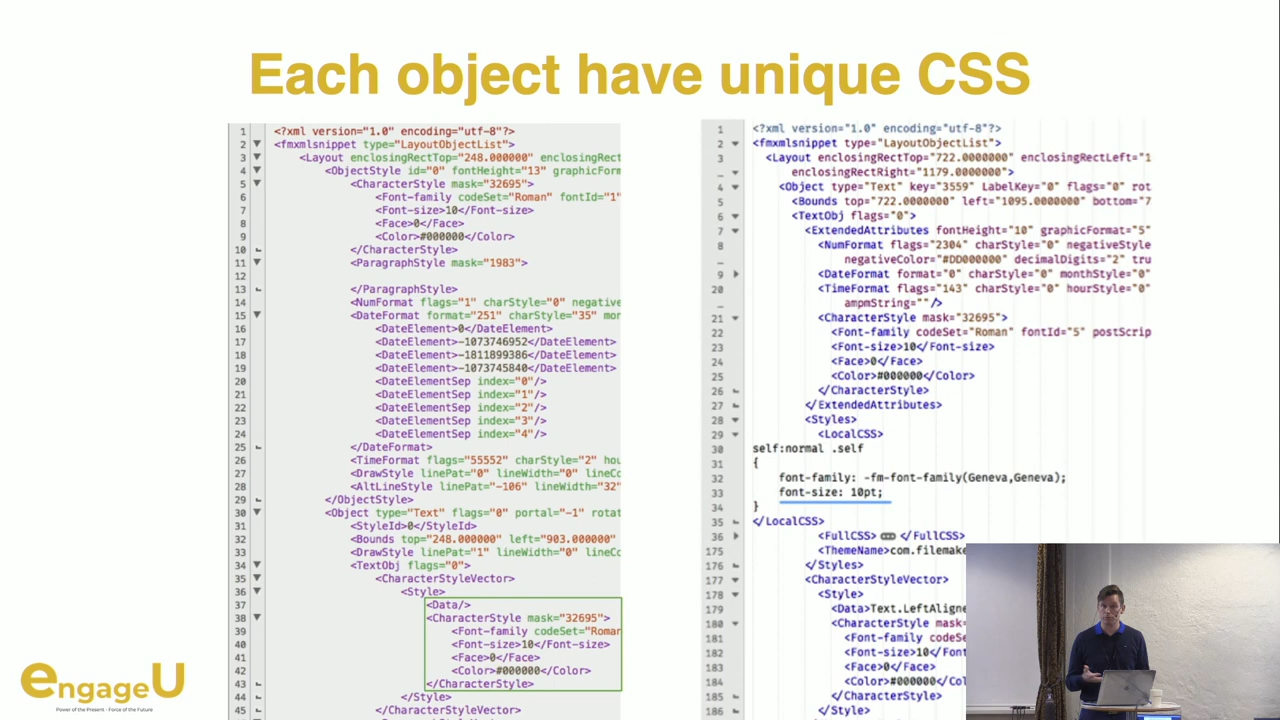 Each object have unique CSS
1 <?xml version="1.0" encoding="utf-8"?>
2 <fmxmlsnippet type="LayoutObjectList">
3 <Layout enclosingRectTop="248.000000" enclosingRect
4 <ObjectStyle id="0" fontHeight="13" graphicForm
5 <CharacterStyle mask="32695">
6 <Font-family codeSet="Roman" fontId="1"
7 <Font-size>10</Font-size>
8 <Face>0</Face>
9 <Color>#000000</Color>
10 </CharacterStyle>
11 <ParagraphStyle mask="1983">
12
13 </ParagraphStyle>
14 <NumFormat flags="1" charStyle="0" negative
15 <DateFormat format="251" charStyle="35" mon
16 <DateElement>0</DateElement>
17 <DateElement>-1073746952</DateElement>
18 <DateElement>-1811899386</DateElement>
19 <DateElement>-1073745840</DateElement>
20 <DateElementSep index="0"/>
21 <DateElementSep index="1"/>
22 <DateElementSep index="2"/>
23 <DateElementSep index="3"/>
24 <DateElementSep index="4"/>
25 </DateFormat>
26 <TimeFormat flags="55552" charStyle="2" hou
27 <DrawStyle linePat="0" lineWidth="0" lineCo
28 <AltLineStyle linePat="-106" lineWidth="32"
29 </ObjectStyle>
30 <Object type="Text" flags="0" portal="-1" rotat
31 <StyleId>0</StyleId>
32 <Bounds top="248.000000" left="903.000000"
33 <DrawStyle linePat="1" lineWidth="0" lineCo
34 <TextObj flags="0">
35 <CharacterStyleVector>
36 <Style>
37 <Data/>
38 <CharacterStyle mask="32695">
39 <Font-family codeSet="Roma
40 <Font-size>10</Font-size>
41 <Face>0</Face>
42 <Color>#000000</Color>
43 </CharacterStyle>
44 </Style>
45 </CharacterStyleVector>
1 <?xml version="1.0" encoding="utf-8"?>
2 <fmxmlsnippet type="LayoutObjectList">
3 <Layout enclosingRectTop="722.0000000" enclosingRectLeft="1
enclosingRectRight="1179.0000000">
4 <Object type="Text" key="3559" LabelKey="0" flags="0" rot
5 <Bounds top="722.0000000" left="1095.0000000" bottom="7
6 <TextObj flags="0">
7 <ExtendedAttributes fontHeight="10" graphicFormat="5"
8 <NumFormat flags="2304" charStyle="0" negativeStyle
negativeColor="#DD000000" decimalDigits="2" tru
9 <DateFormat format="0" charStyle="0" monthStyle="0"
20 <TimeFormat flags="143" charStyle="0" hourStyle="0"
ampmString=""/>
21 <CharacterStyle mask="32695">
22 <Font-family codeSet="Roman" fontId="5" postScrip
23 <Font-size>10</Font-size>
24 <Face>0</Face>
25 <Color>#000000</Color>
26 </CharacterStyle>
27 </ExtendedAttributes>
28 <Styles>
29 <LocalCSS>
30 self:normal .self
31 {
32 font-family: -fm-font-family(Geneva,Geneva);
33 font-size: 10pt;
34 }
35 </LocalCSS>
36 <FullCSS> </FullCSS>
175 <ThemeName>com.filemake
176 </Styles>
177 <CharacterStyleVector>
178 <Style>
179 <Data>Text.LeftAligne
180 <CharacterStyle mask=
181 <Font-family codeSe
182 <Font-size>10</Font
183 <Face>0</Face>
184 <Color>#000000</Col
185 </CharacterStyle>
186 </Style>
engageU
Power of the Present - Force of the Future